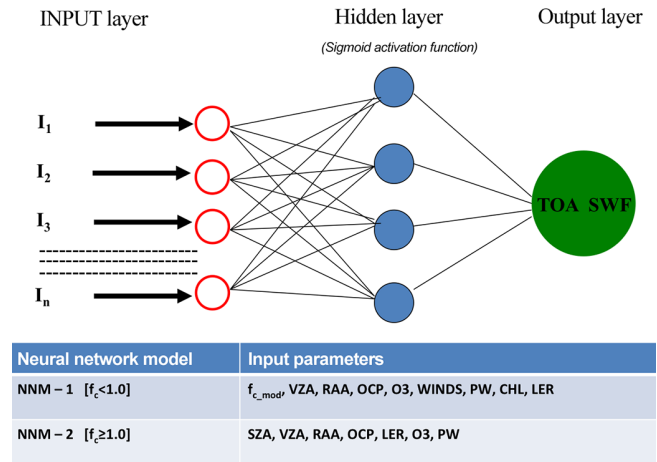 INPUT layer
Hidden layer
Output layer
(Sigmoid activation function)
I1
I2
I3
In
TOA SWF
Neural network model
Input parameters
NNM – 1 [fc<1.0]
fc_mod, VZA, RAA, OCP, O3, WINDS, PW, CHL, LER
NNM – 2 [fc≥1.0]
SZA, VZA, RAA, OCP, LER, O3, PW